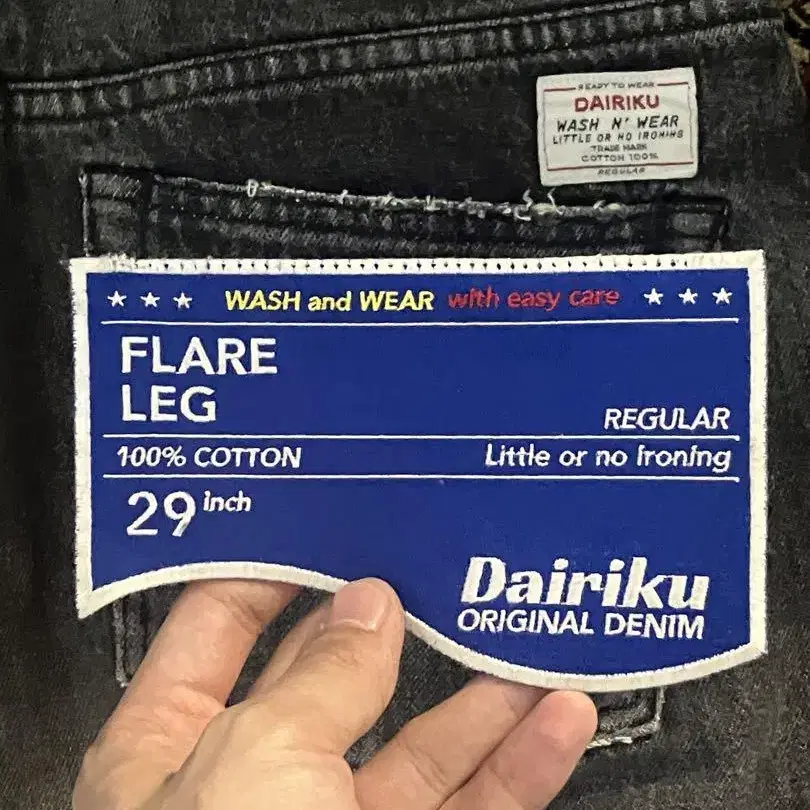 READY TO WEAR
DAIRIKU
WASH N' WEAR
LITTLE OR NO IRONING
TRADE MARK
COTTON 100%
REGULAR
WASH and WEAR with easy care
FLARE
LEG
REGULAR
100% COTTON Little or no ironing
29 inch
Dairiku
ORIGINAL DENIM